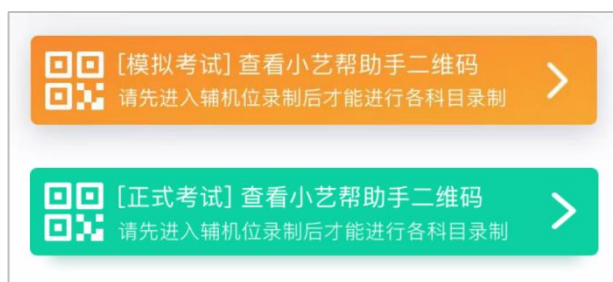 [模拟考试] 查看小艺帮助手二维码
请先进入辅机位录制后才能进行各科目录制
[正式考试] 查看小艺帮助手二维码
请先进入辅机位录制后才能进行各科目录制